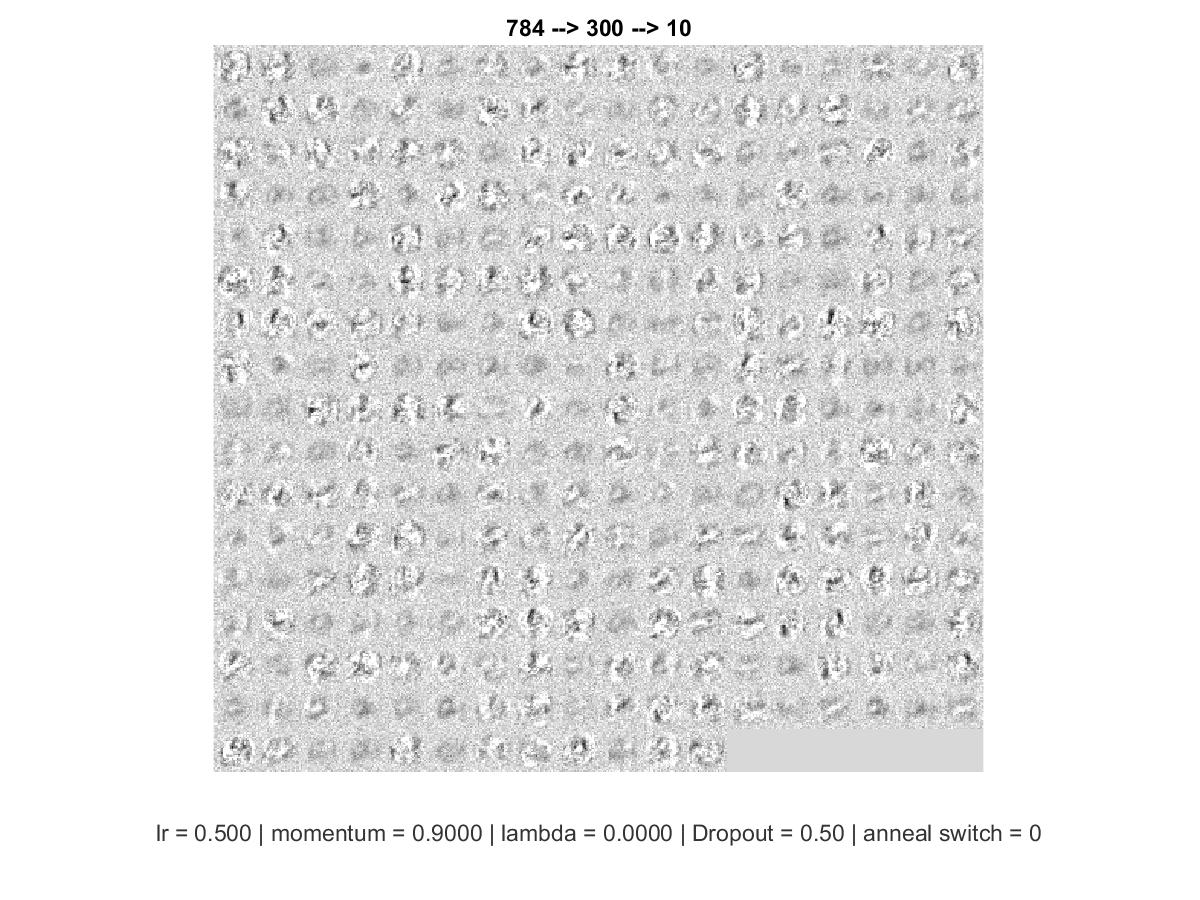 784 --> 300 --> 10
lr = 0.500 | momentum = 0.9000 | lambda = 0.0000 | Dropout = 0.50 | anneal switch = 0